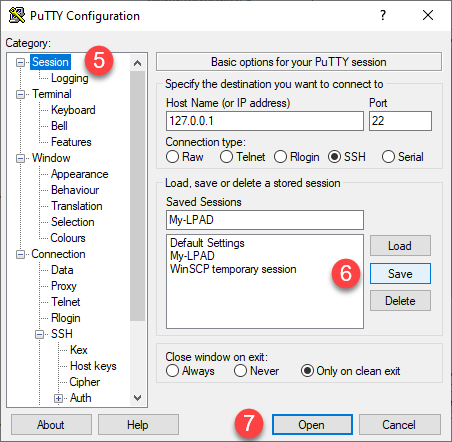 PuTTY Configuration
?
×
Category:
Session
Logging
Terminal
Keyboard
Bell
Features
Window
Appearance
Behaviour
Translation
Selection
Colours
Connection
Data
Proxy
Telnet
Rlogin
SSH
Kex
Host keys
Cipher
Auth
5
Basic options for your PuTTY session
Specify the destination you want to connect to
Host Name (or IP address) Port
127.0.0.1 22
Connection type:
Raw Telnet Rlogin SSH Serial
Load, save or delete a stored session
Saved Sessions
My-LPAD
Default Settings
My-LPAD
WinSCP temporary session
Load
6 Save
Delete
Close window on exit:
Always Never Only on clean exit
About Help 7 Open Cancel